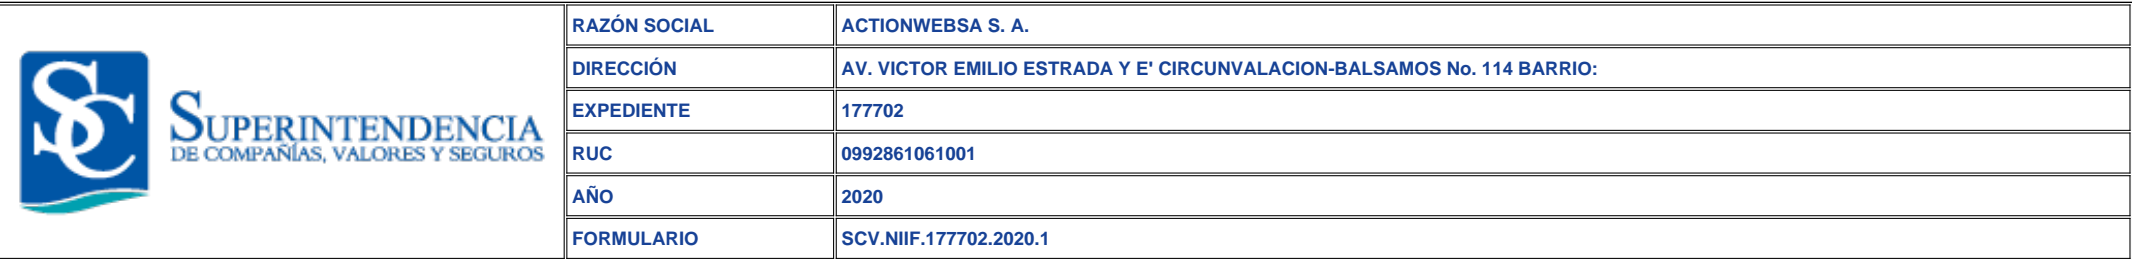 SC
SUPERINTENDENCIA
DE COMPAÑÍAS, VALORES Y SEGUROS
RAZÓN SOCIAL ACTIONWEBSA S. A.
DIRECCIÓN AV. VICTOR EMILIO ESTRADA Y E' CIRCUNVALACION-BALSAMOS No. 114 BARRIO:
EXPEDIENTE 177702
RUC 0992861061001
AÑO 2020
FORMULARIO SCV.NIIF.177702.2020.1